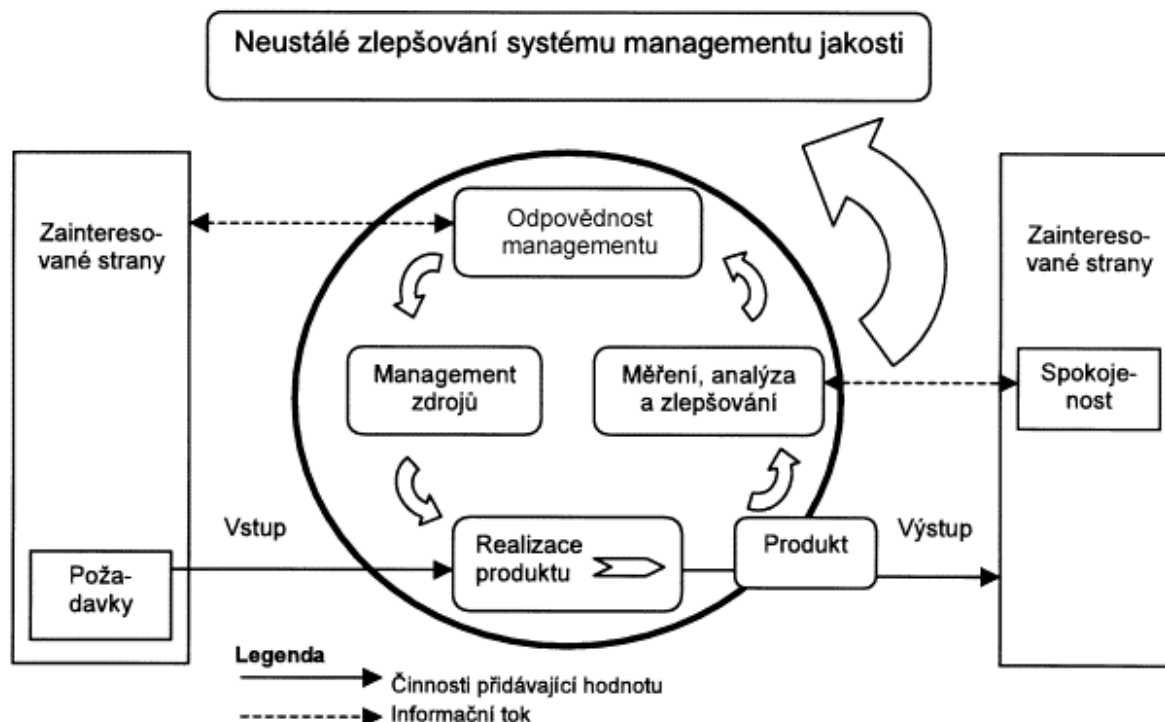 Neustálé zlepšování systému managementu jakosti
Zaintereso-
vané strany
Odpovědnost
managementu
Zaintereso-
vané strany
Management
zdrojů
Měření, analýza
a zlepšování
Spokoje-
nost
Vstup
Realizace
produktu
Produkt
Výstup
Poža-
davky
Legenda
Činnosti přidávající hodnotu
Informační tok